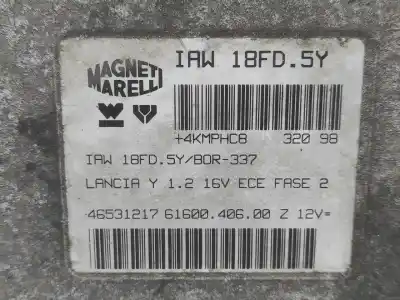 IAW 18FD.5Y
MAGNETI
MARELLI
+4KMPHC8 320 98
IAW 18FD.5Y/BOR-337
LANCIA Y 1.2 16V ECE FASE 2
46531217 61600.406.00 Z 12V=